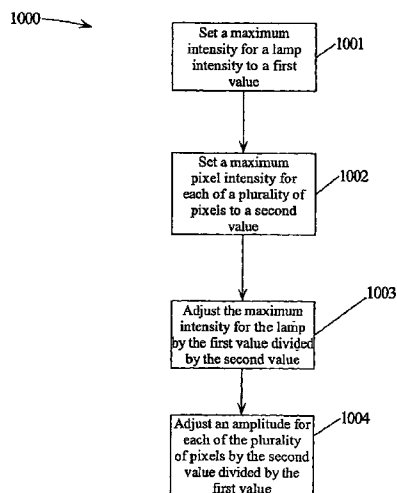 1000
Set a maximum
intensity for a lamp
intensity to a first
value
1001
Set a maximum
pixel intensity for
each of a plurality of
pixels to a second
value
1002
Adjust the maximum
intensity for the lamp
by the first value divided
by the second value
1003
Adjust an amplitude for
each of the plurality
of pixels by the second
value divided by the
first value
1004